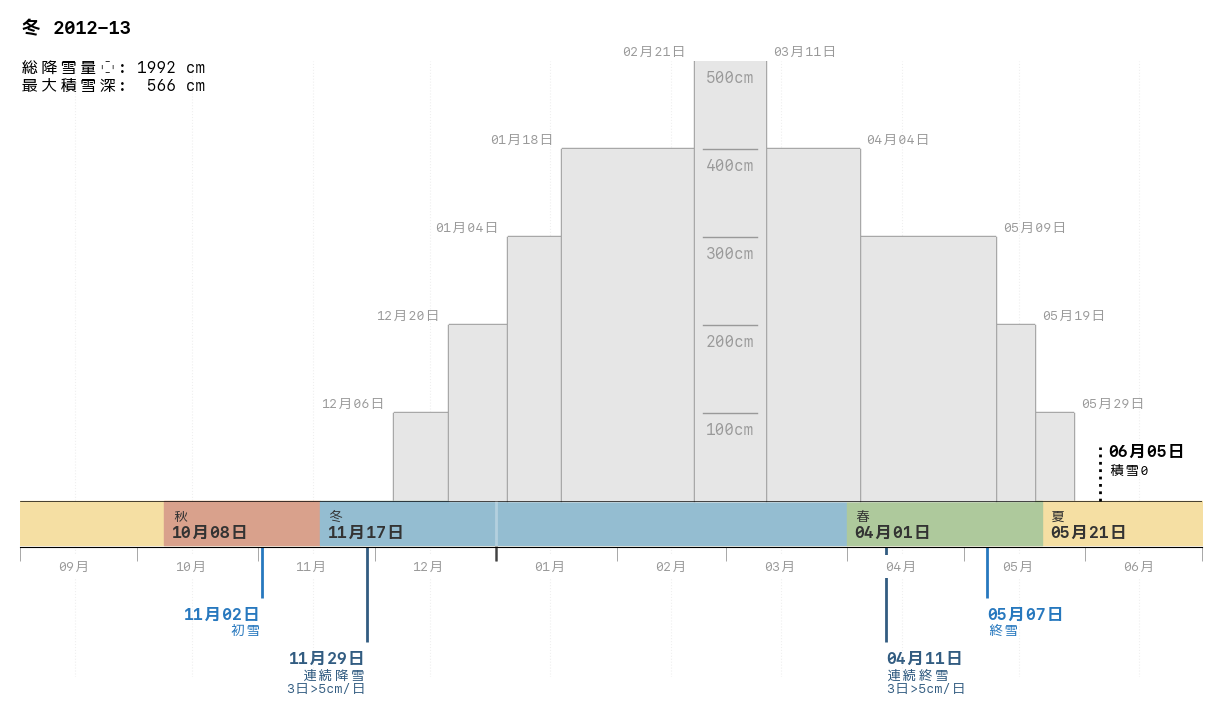 冬 2012−13
総降雪量 : 1992 cm
最大積雪深: 566 cm
02月21日
03月11日
500cm
01月18日
04月04日
400cm
01月04日
05月09日
300cm
12月20日
05月19日
200cm
12月06日
05月29日
100cm
06月05日
積雪0
秋
10月08日
冬
11月17日
春
04月01日
夏
05月21日
09月
10月
11月
12月
01月
02月
03月
04月
05月
06月
11月02日
初雪
05月07日
終雪
11月29日
連続降雪
3日>5cm/日
04月11日
連続終雪
3日>5cm/日